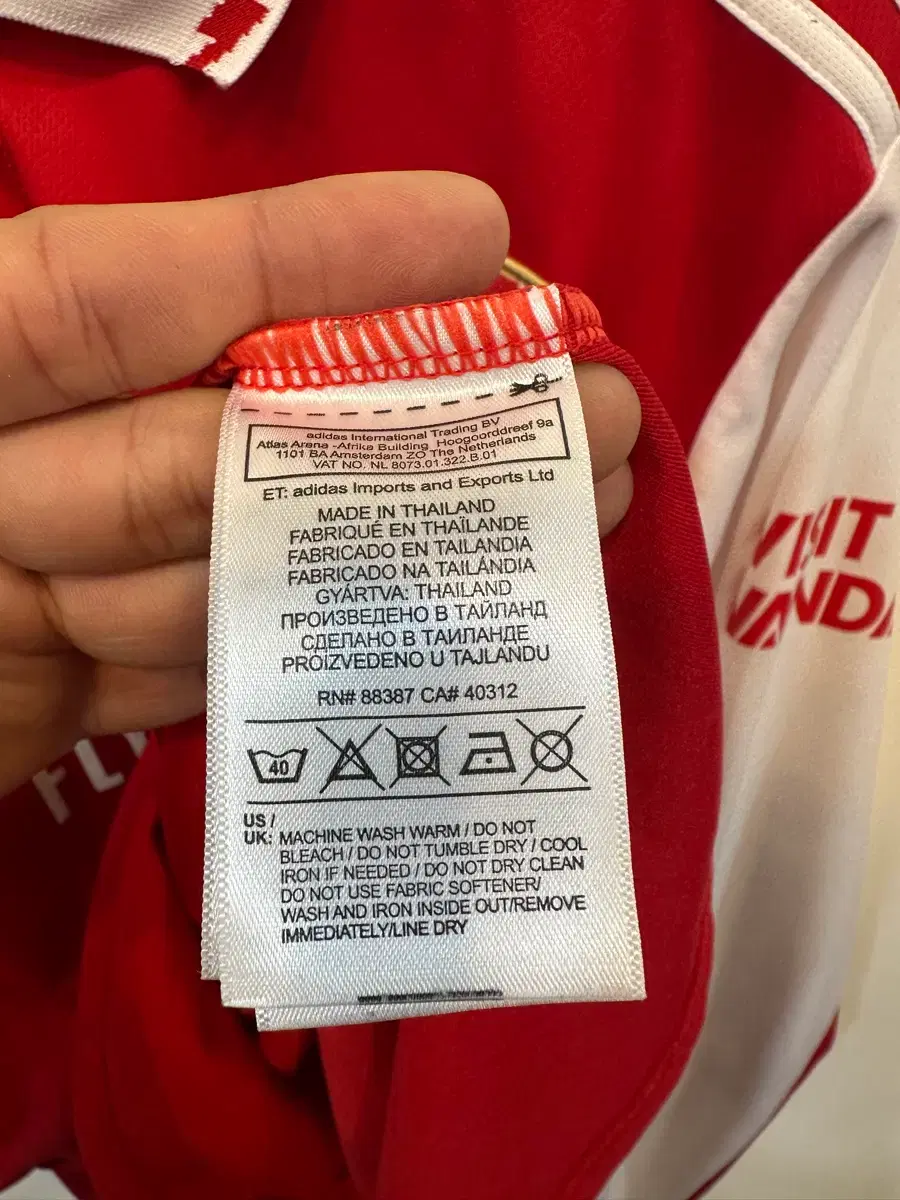 adidas International Trading BV
Atlas Arena -Afrika Building Hoogoorddreef 9a
1101 BA Amsterdam ZO The Netherlands
VAT NO. NL 8073.01.322.B.01
ET: adidas Imports and Exports Ltd
MADE IN THAILAND
FABRIQUÉ EN THAÏLANDE
FABRICADO EN TAILANDIA
FABRICADO NA TAILÁNDIA
GYÁRTVA: THAILAND
ПРОИЗВЕДЕНО В ТАЙЛАНД
СДЕЛАНО В ТАИЛАНДЕ
PROIZVEDENO U TAJLANDU
RN# 88387 CA# 40312
40
US /
UK: MACHINE WASH WARM / DO NOT
BLEACH / DO NOT TUMBLE DRY / COOL
IRON IF NEEDED / DO NOT DRY CLEAN
DO NOT USE FABRIC SOFTENER/
WASH AND IRON INSIDE OUT/REMOVE
IMMEDIATELY/LINE DRY
VISIT